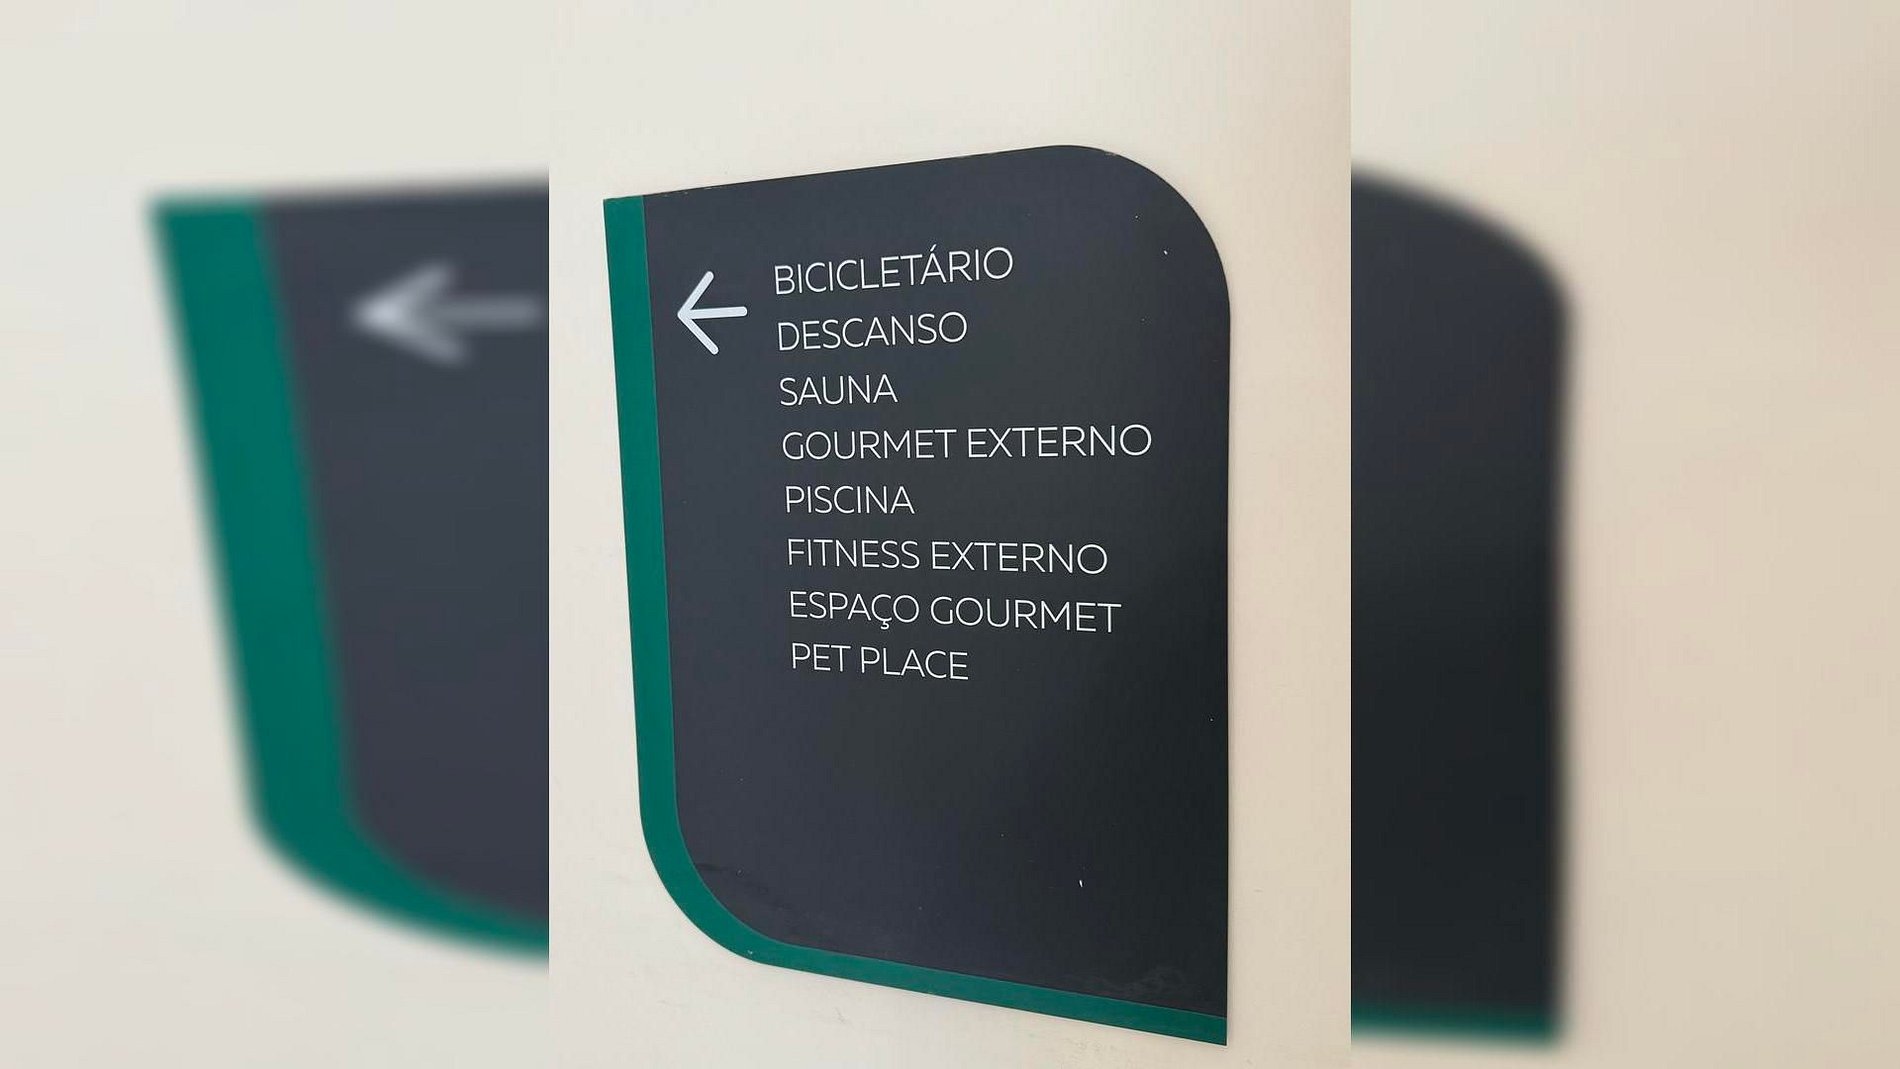 BICICLETÁRIO
DESCANSO
SAUNA
GOURMET EXTERNO
PISCINA
FITNESS EXTERNO
ESPAÇO GOURMET
PET PLACE